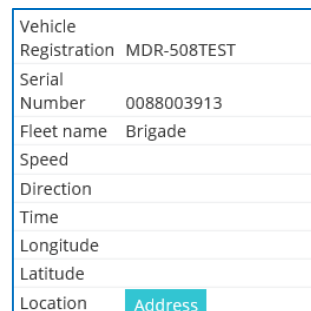 Vehicle
Registration MDR-508TEST
Serial
Number 0088003913
Fleet name Brigade
Speed
Direction
Time
Longitude
Latitude
Location Address